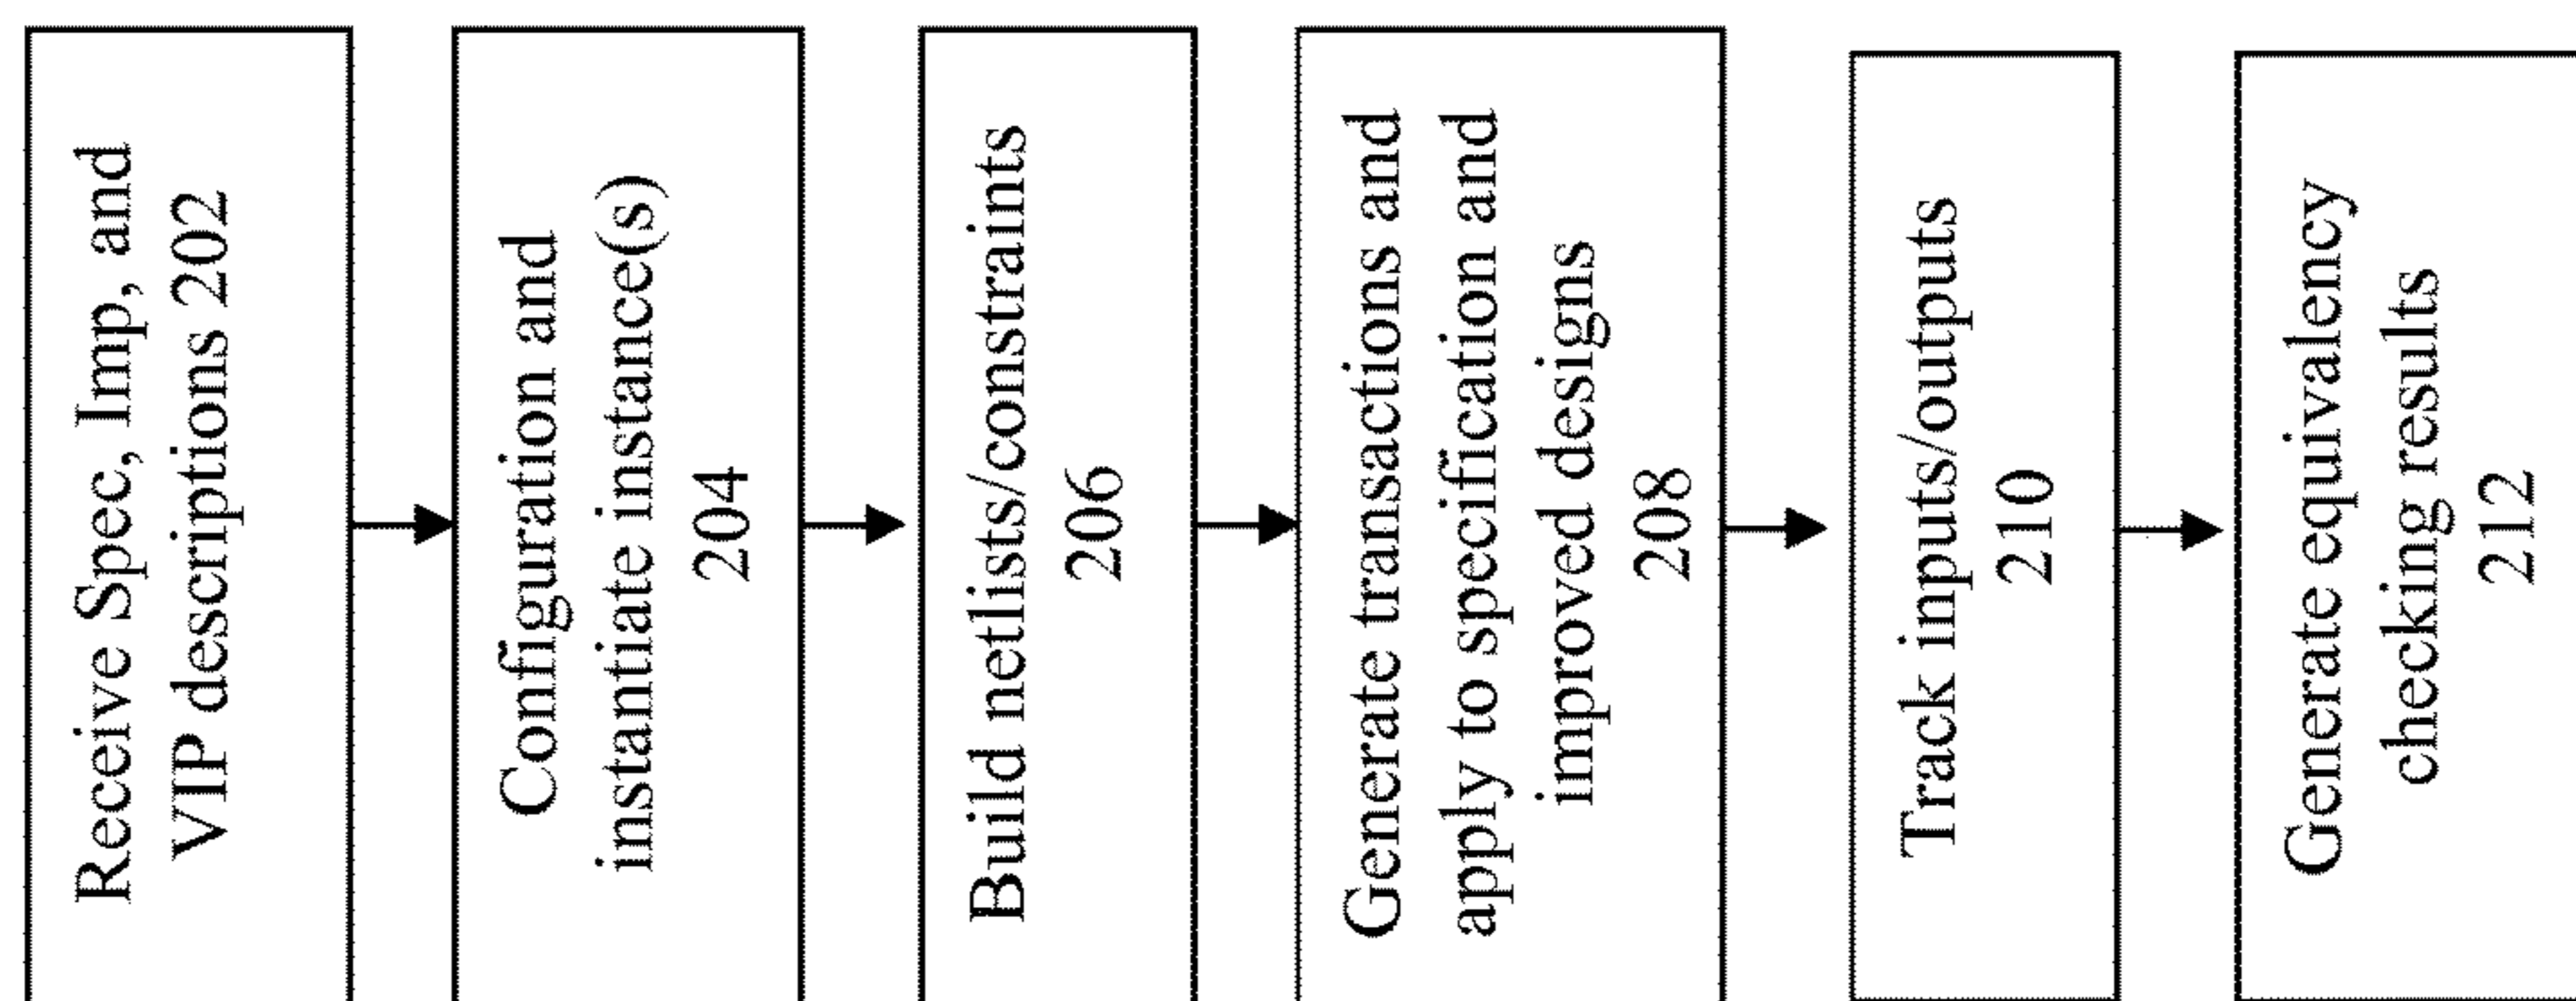 Receive Spec, Imp, and
VIP descriptions 202
Configuration and
instantiate instance(s)
204
Build netlists/constraints
206
Generate transactions and
apply to specification and
improved designs
208
Track inputs/outputs
210
Generate equivalency
checking results
212